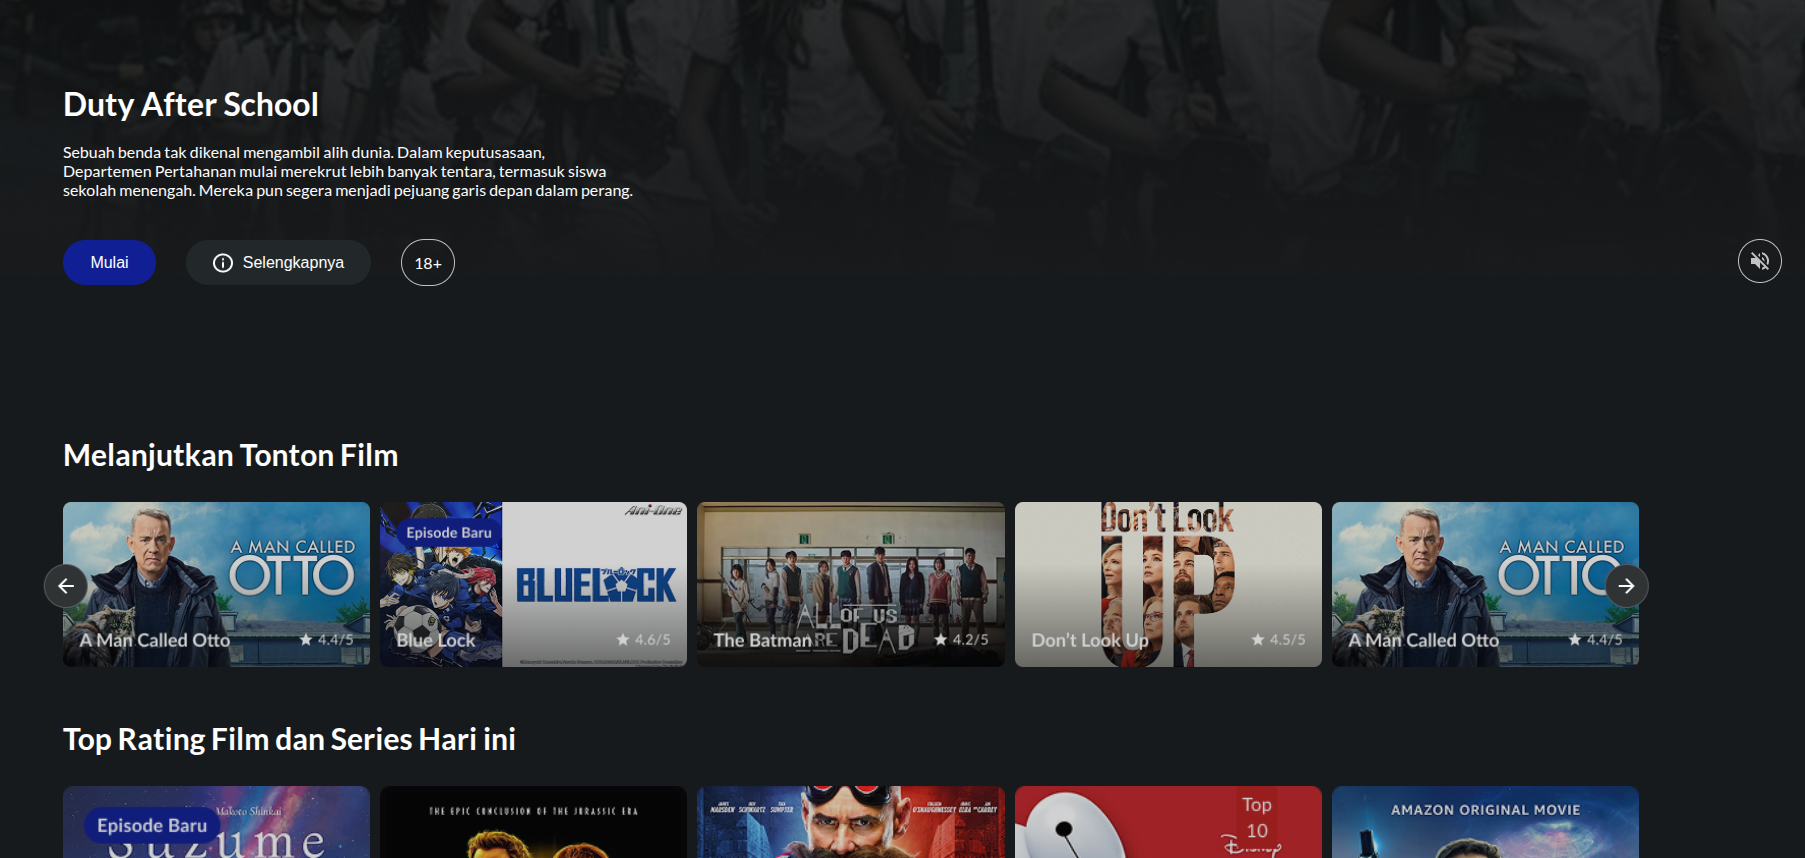 Duty After School
Sebuah benda tak dikenal mengambil alih dunia. Dalam keputusasaan,
Departemen Pertahanan mulai merekrut lebih banyak tentara, termasuk siswa
sekolah menengah. Mereka pun segera menjadi pejuang garis depan dalam perang.
Mulai
Selengkapnya
18+
Melanjutkan Tonton Film
A MAN CALLED
OTTO
A Man Called Otto
4.4/5
Ani-One
Episode Baru
BLUELOCK
Blue Lock
4.6/5
ALL OF US
ARE DEAD
The Batman
4.2/5
Don't Look
UP
Don't Look Up
4.5/5
A MAN CALLED
OTTO
A Man Called Otto
4.4/5
Top Rating Film dan Series Hari ini
Makoto Shinkai
Episode Baru
suzume
THE EPIC CONCLUSION OF THE JURASSIC ERA
Top
10
Disney
AMAZON ORIGINAL MOVIE